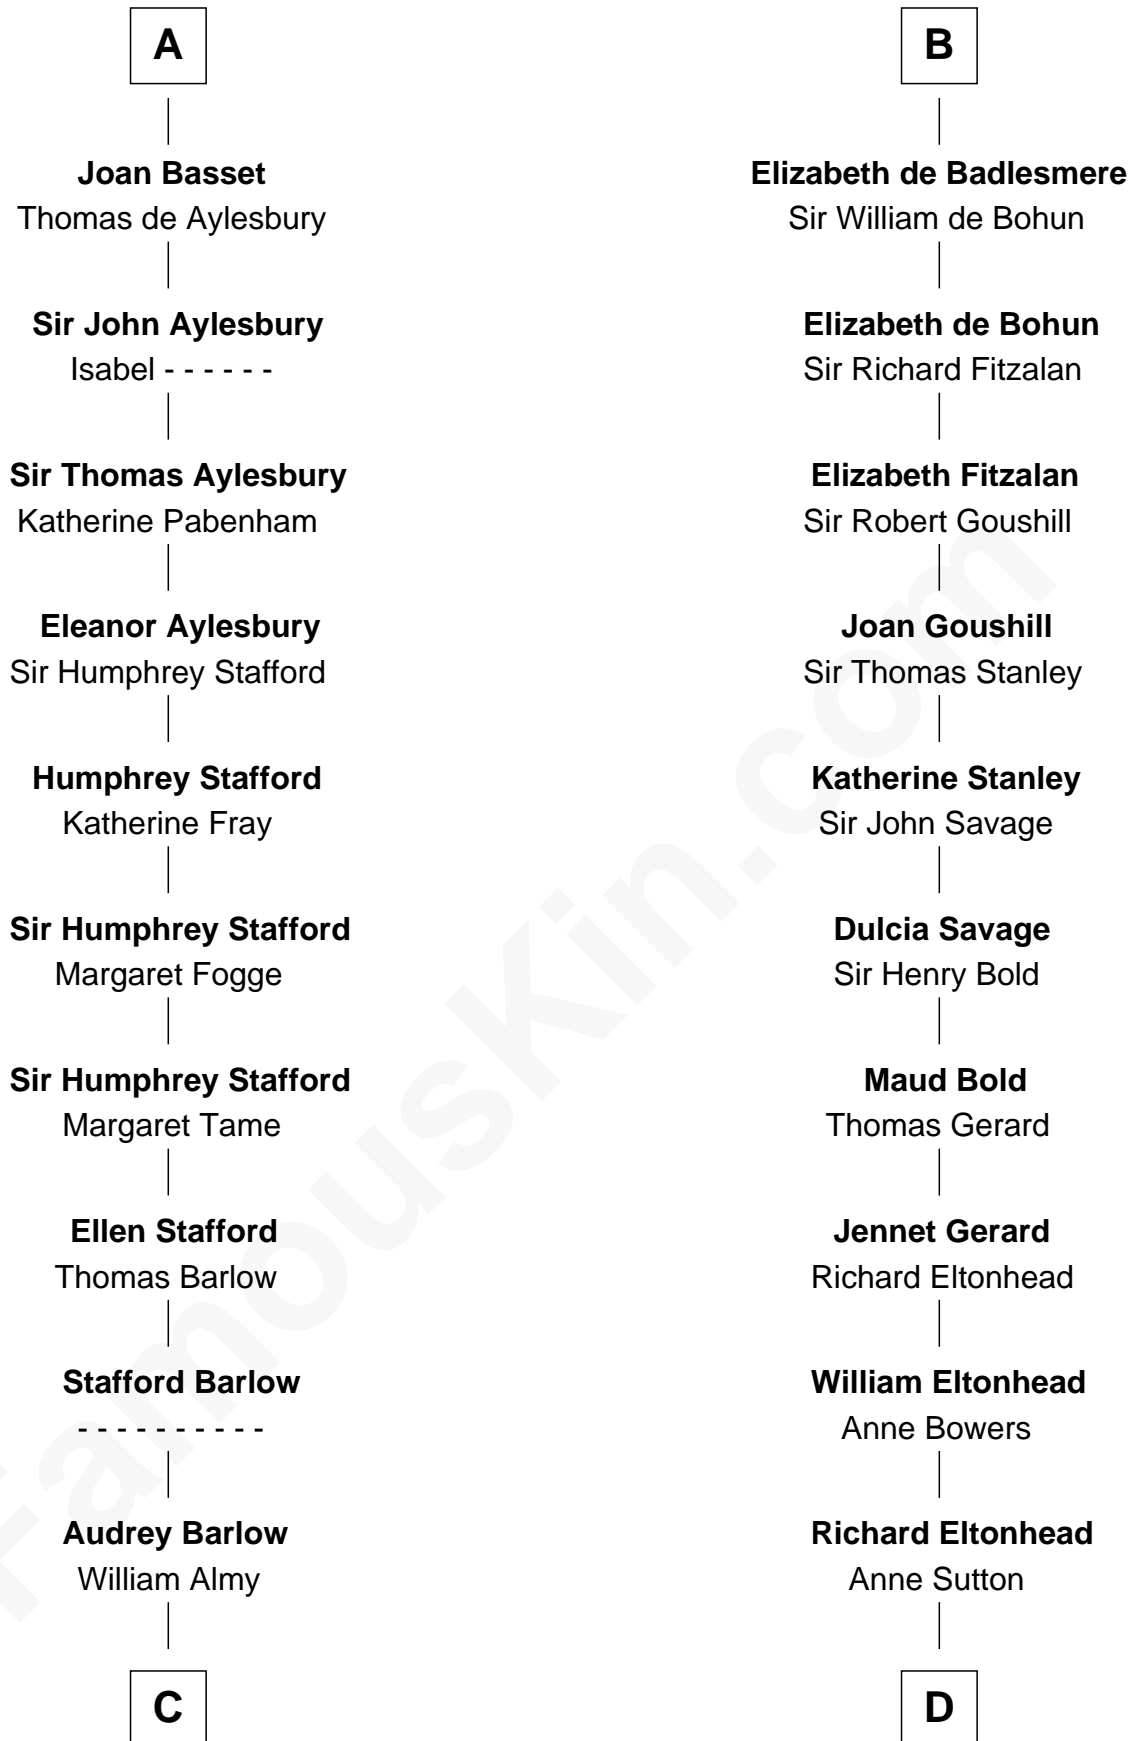 A
Joan Basset
Thomas de Aylesbury
Sir John Aylesbury
Isabel - - - - - -
Sir Thomas Aylesbury
Katherine Pabenham
Eleanor Aylesbury
Sir Humphrey Stafford
Humphrey Stafford
Katherine Fray
Sir Humphrey Stafford
Margaret Fogge
Sir Humphrey Stafford
Margaret Tame
Ellen Stafford
Thomas Barlow
Stafford Barlow
- - - - - - - - - -
Audrey Barlow
William Almy
C
B
Elizabeth de Badlesmere
Sir William de Bohun
Elizabeth de Bohun
Sir Richard Fitzalan
Elizabeth Fitzalan
Sir Robert Goushill
Joan Goushill
Sir Thomas Stanley
Katherine Stanley
Sir John Savage
Dulcia Savage
Sir Henry Bold
Maud Bold
Thomas Gerard
Jennet Gerard
Richard Eltonhead
William Eltonhead
Anne Bowers
Richard Eltonhead
Anne Sutton
D
FamousKin.com